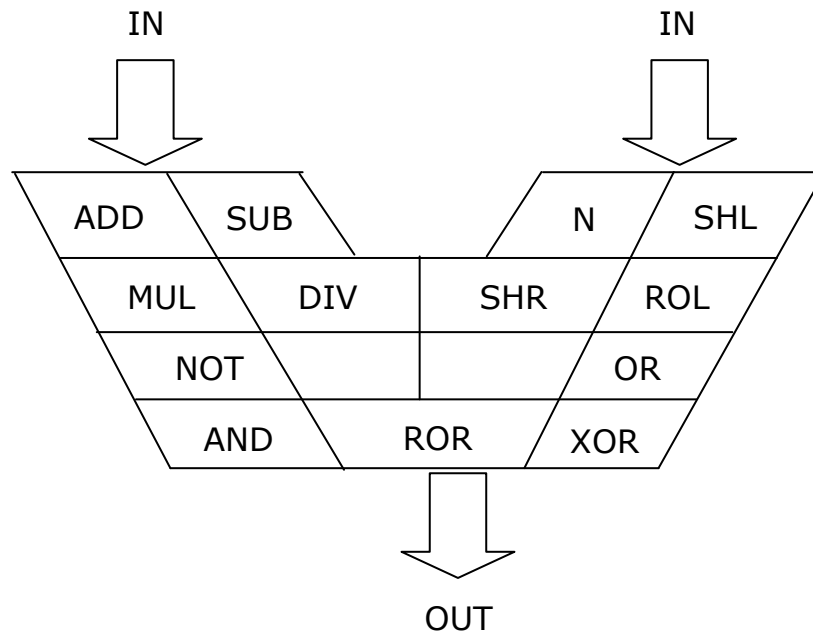 IN IN
ADD SUB N SHL
MUL DIV SHR ROL
NOT OR
AND ROR XOR
OUT